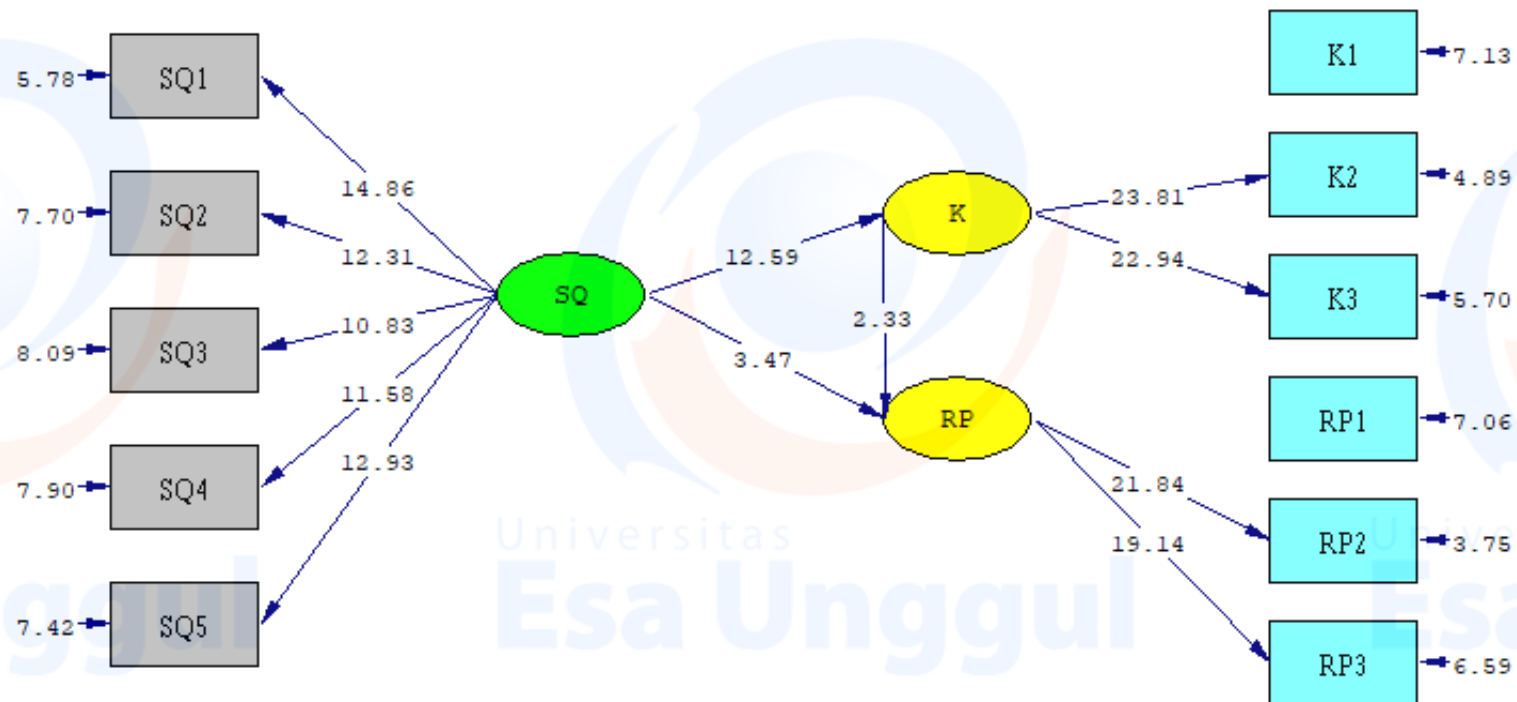 5.78 SQ1
7.70 SQ2
8.09 SQ3
7.90 SQ4
7.42 SQ5
14.86
12.31
10.83
11.58
12.93
SQ
12.59
3.47
K
2.33
RP
23.81
22.94
21.84
19.14
K1 7.13
K2 4.89
K3 5.70
RP1 7.06
RP2 3.75
RP3 6.59
Universitas
Esa Unggul
nggul
Unive
Esa